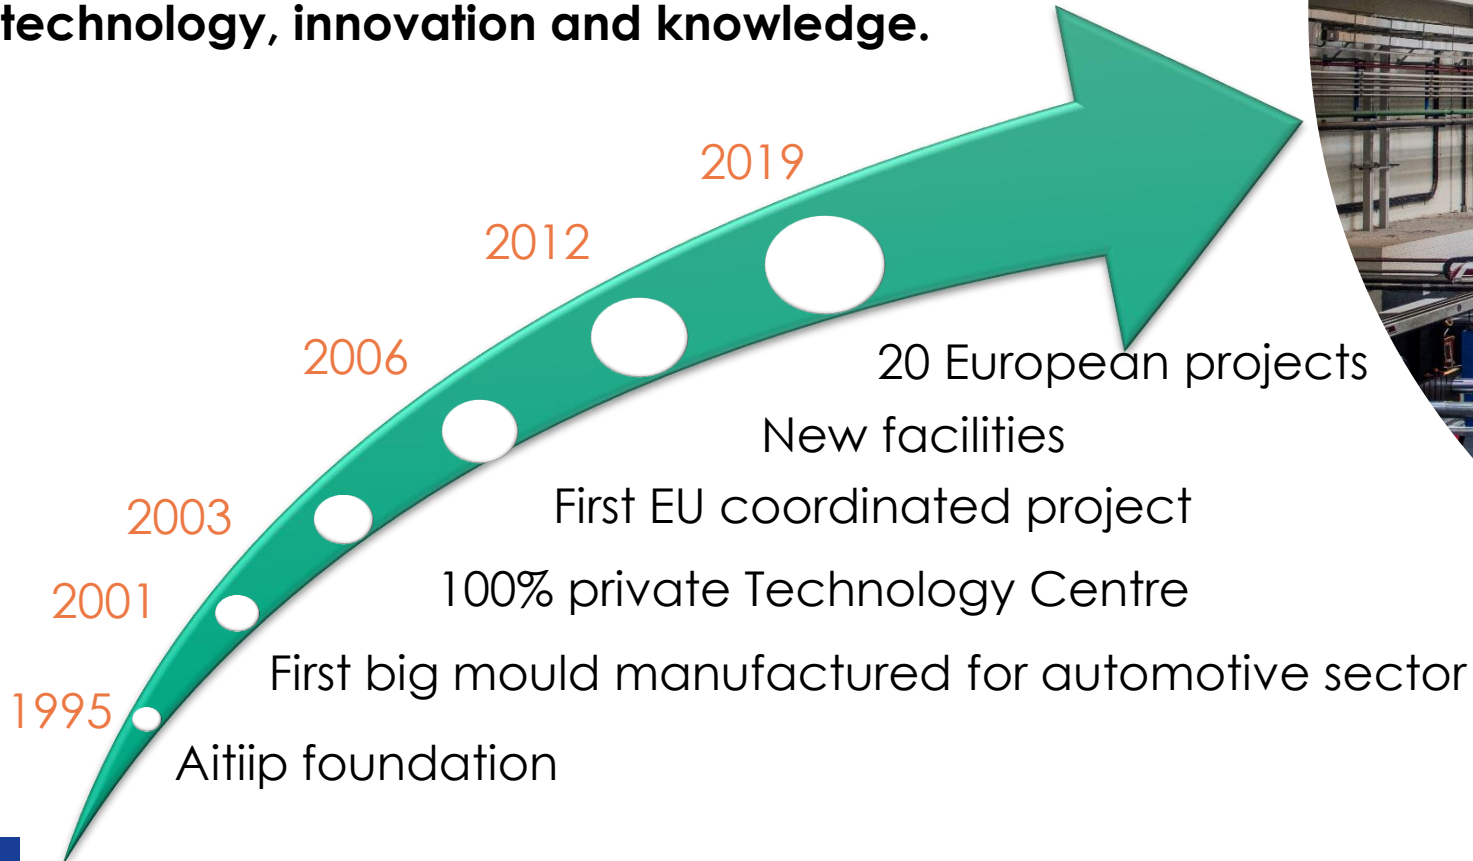 technology, innovation and knowledge.
2019
2012
2006
20 European projects
New facilities
2003
First EU coordinated project
2001
100% private Technology Centre
First big mould manufactured for automotive sector
1995
Aitiip foundation